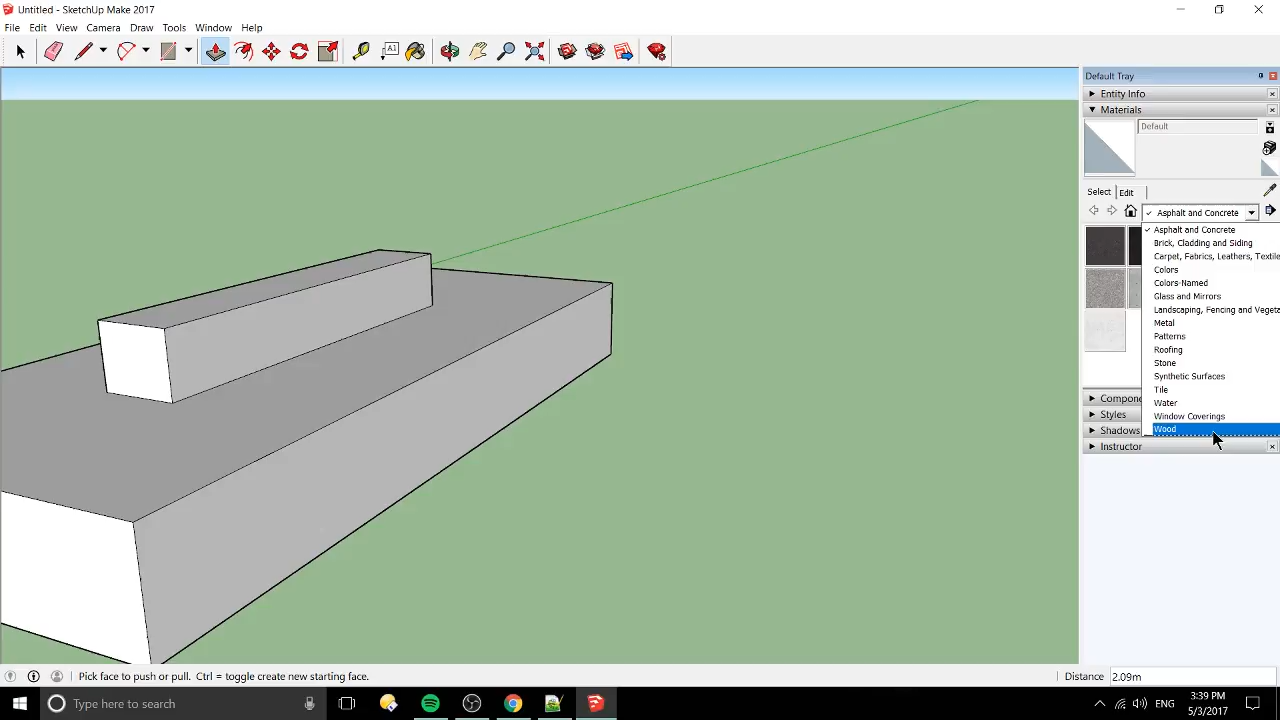 Untitled - SketchUp Make 2017
File Edit View Camera Draw Tools Window Help
A1
Default Tray
Entity Info
Materials
Default
Select Edit
Asphalt and Concrete
Asphalt and Concrete
Brick, Cladding and Siding
Carpet, Fabrics, Leathers, Textile
Colors
Colors-Named
Glass and Mirrors
Landscaping, Fencing and Vegeta
Metal
Patterns
Roofing
Stone
Synthetic Surfaces
Tile
Water
Window Coverings
Wood
Compon
Styles
Shadows
Instructor
Pick face to push or pull. Ctrl = toggle create new starting face.
Distance 2.09m
Type here to search
ENG
3:39 PM
5/3/2017